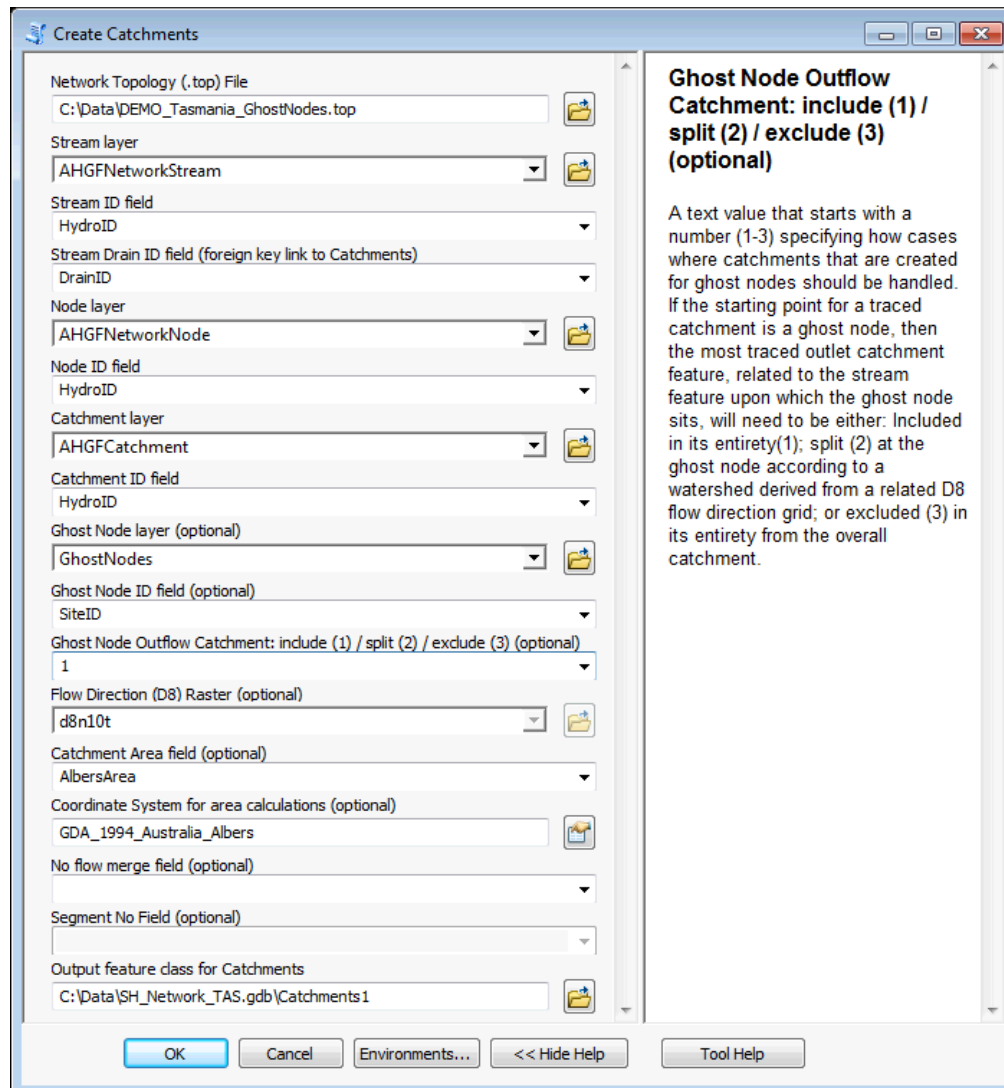 Create Catchments
Network Topology (.top) File
C:\Data\DEMO_Tasmania_GhostNodes.top
Stream layer
AHGFNetworkStream
Stream ID field
HydroID
Stream Drain ID field (foreign key link to Catchments)
DrainID
Node layer
AHGFNetworkNode
Node ID field
HydroID
Catchment layer
AHGFCatchment
Catchment ID field
HydroID
Ghost Node layer (optional)
GhostNodes
Ghost Node ID field (optional)
SiteID
Ghost Node Outflow Catchment: include (1) / split (2) / exclude (3) (optional)
1
Flow Direction (D8) Raster (optional)
d8n10t
Catchment Area field (optional)
AlbersArea
Coordinate System for area calculations (optional)
GDA_1994_Australia_Albers
No flow merge field (optional)
Segment No Field (optional)
Output feature class for Catchments
C:\Data\SH_Network_TAS.gdb\Catchments1
Ghost Node Outflow
Catchment: include (1) /
split (2) / exclude (3)
(optional)
A text value that starts with a
number (1-3) specifying how cases
where catchments that are created
for ghost nodes should be handled.
If the starting point for a traced
catchment is a ghost node, then
the most traced outlet catchment
feature, related to the stream
feature upon which the ghost node
sits, will need to be either: Included
in its entirety(1); split (2) at the
ghost node according to a
watershed derived from a related D8
flow direction grid; or excluded (3) in
its entirety from the overall
catchment.
OK
Cancel
Environments...
<< Hide Help
Tool Help